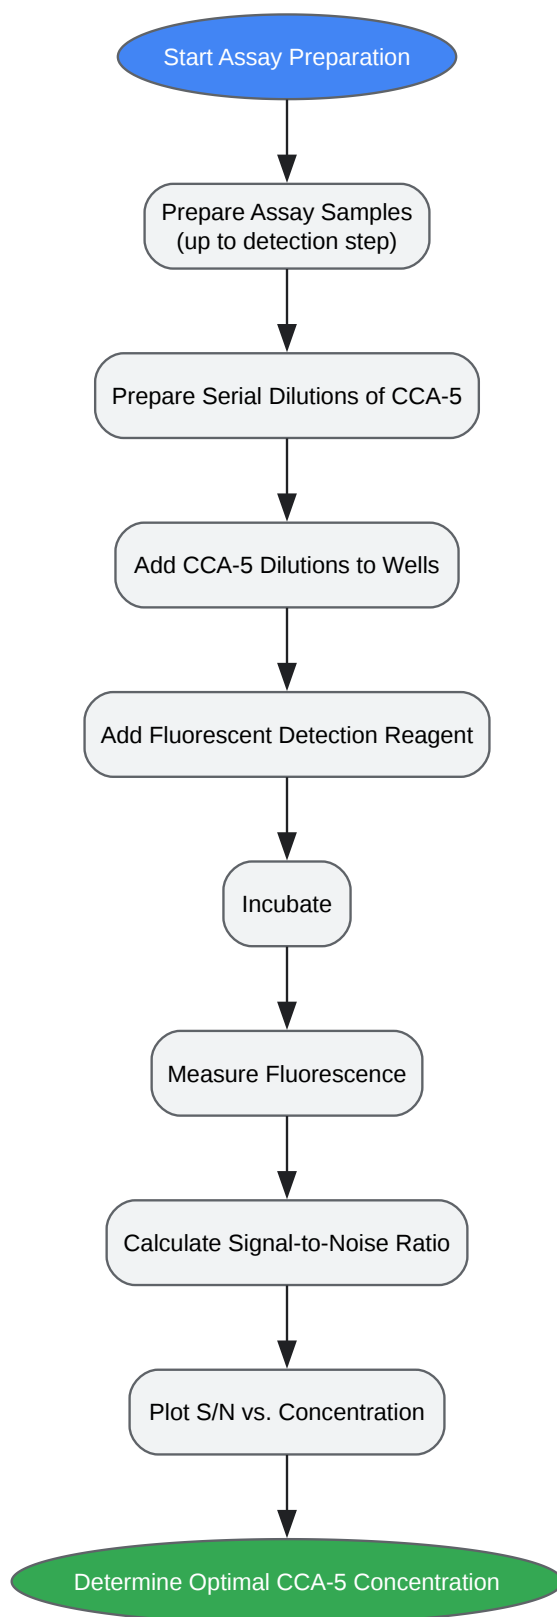 Start Assay Preparation
Prepare Assay Samples
(up to detection step)
Prepare Serial Dilutions of CCA-5
Add CCA-5 Dilutions to Wells
Add Fluorescent Detection Reagent
Incubate
Measure Fluorescence
Calculate Signal-to-Noise Ratio
Plot S/N vs. Concentration
Determine Optimal CCA-5 Concentration